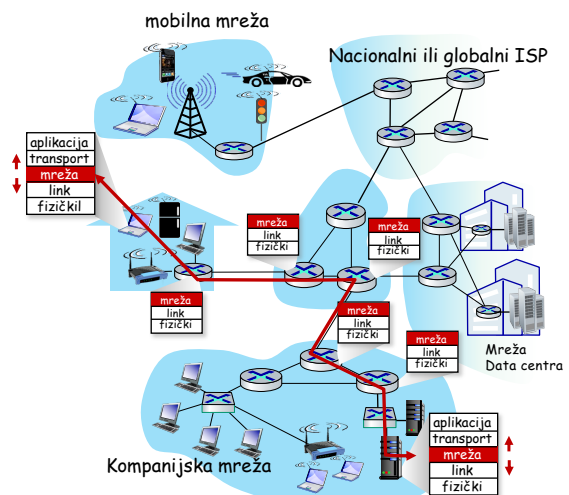 mobilna mreža
Nacionalni ili globalni ISP
aplikacija
transport
mreža
link
fizičkil
mreža
link
fizički
mreža
link
fizički
mreža
link
fizički
mreža
link
fizički
mreža
link
fizički
Mreža
Data centra
Kompanijska mreža
aplikacija
transport
mreža
link
fizički